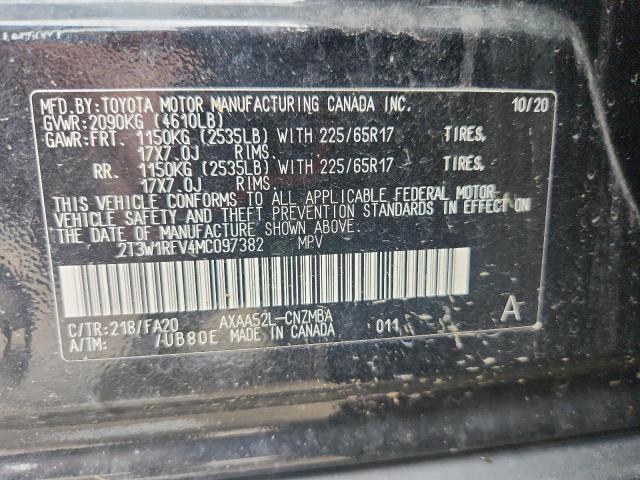 MFD.BY:TOYOTA MOTOR MANUFACTURING CANADA INC. 10/20
GVWR:2090KG (4610LB)
GAWR:FRT. 1150KG (2535LB) WITH 225/65R17 TIRES,
17X7.0J RIMS.
RR. 1150KG (2535LB) WITH 225/65R17 TIRES,
17X7.0J RIMS.
THIS VEHICLE CONFORMS TO ALL APPLICABLE FEDERAL MOTOR
VEHICLE SAFETY AND THEFT PREVENTION STANDARDS IN EFFECT ON
THE DATE OF MANUFACTURE SHOWN ABOVE.
2T3W1RFV4MC097382 MPV
C/TR:218/FA20 AXAA52L-CNZMBA 011 A
A/TM: /UB80E MADE IN CANADA